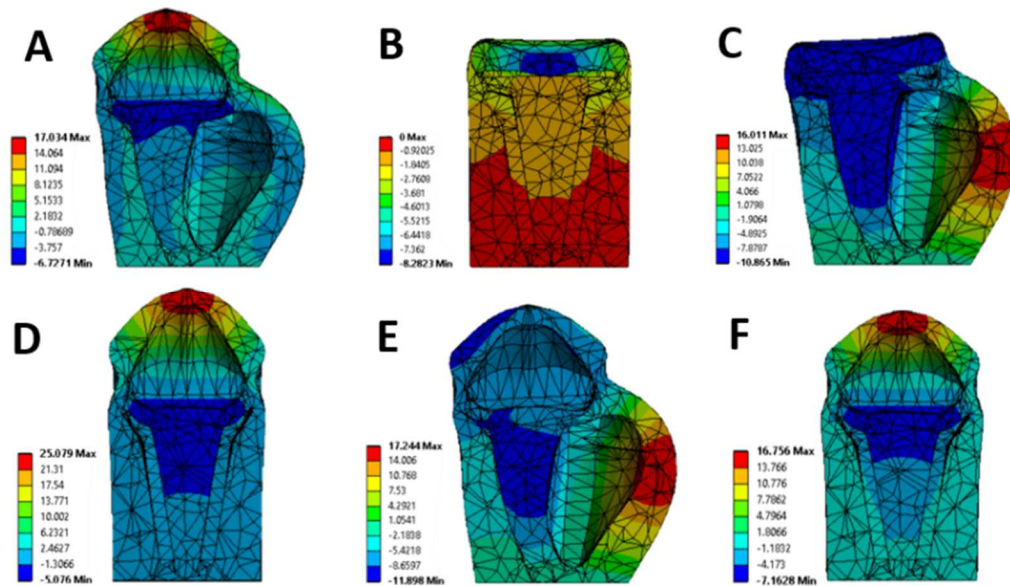 A
17.034 Max
14.064
11.094
8.1235
5.1533
2.1832
-0.78689
-3.757
-6.7271 Min
B
0 Max
-0.92025
-1.8405
-2.7608
-3.681
-4.6013
-5.5215
-6.4418
-7.362
-8.2823 Min
C
16.011 Max
13.025
10.038
7.0522
4.066
1.0798
-1.9064
-4.8925
-7.8787
-10.865 Min
D
25.079 Max
21.31
17.54
13.771
10.002
6.2321
2.4627
-1.3066
-5.076 Min
E
17.244 Max
14.006
10.768
7.53
4.2921
1.0541
-2.1838
-5.4218
-8.6597
-11.898 Min
F
16.756 Max
13.766
10.776
7.7862
4.7964
1.8066
-1.1832
-4.173
-7.1628 Min